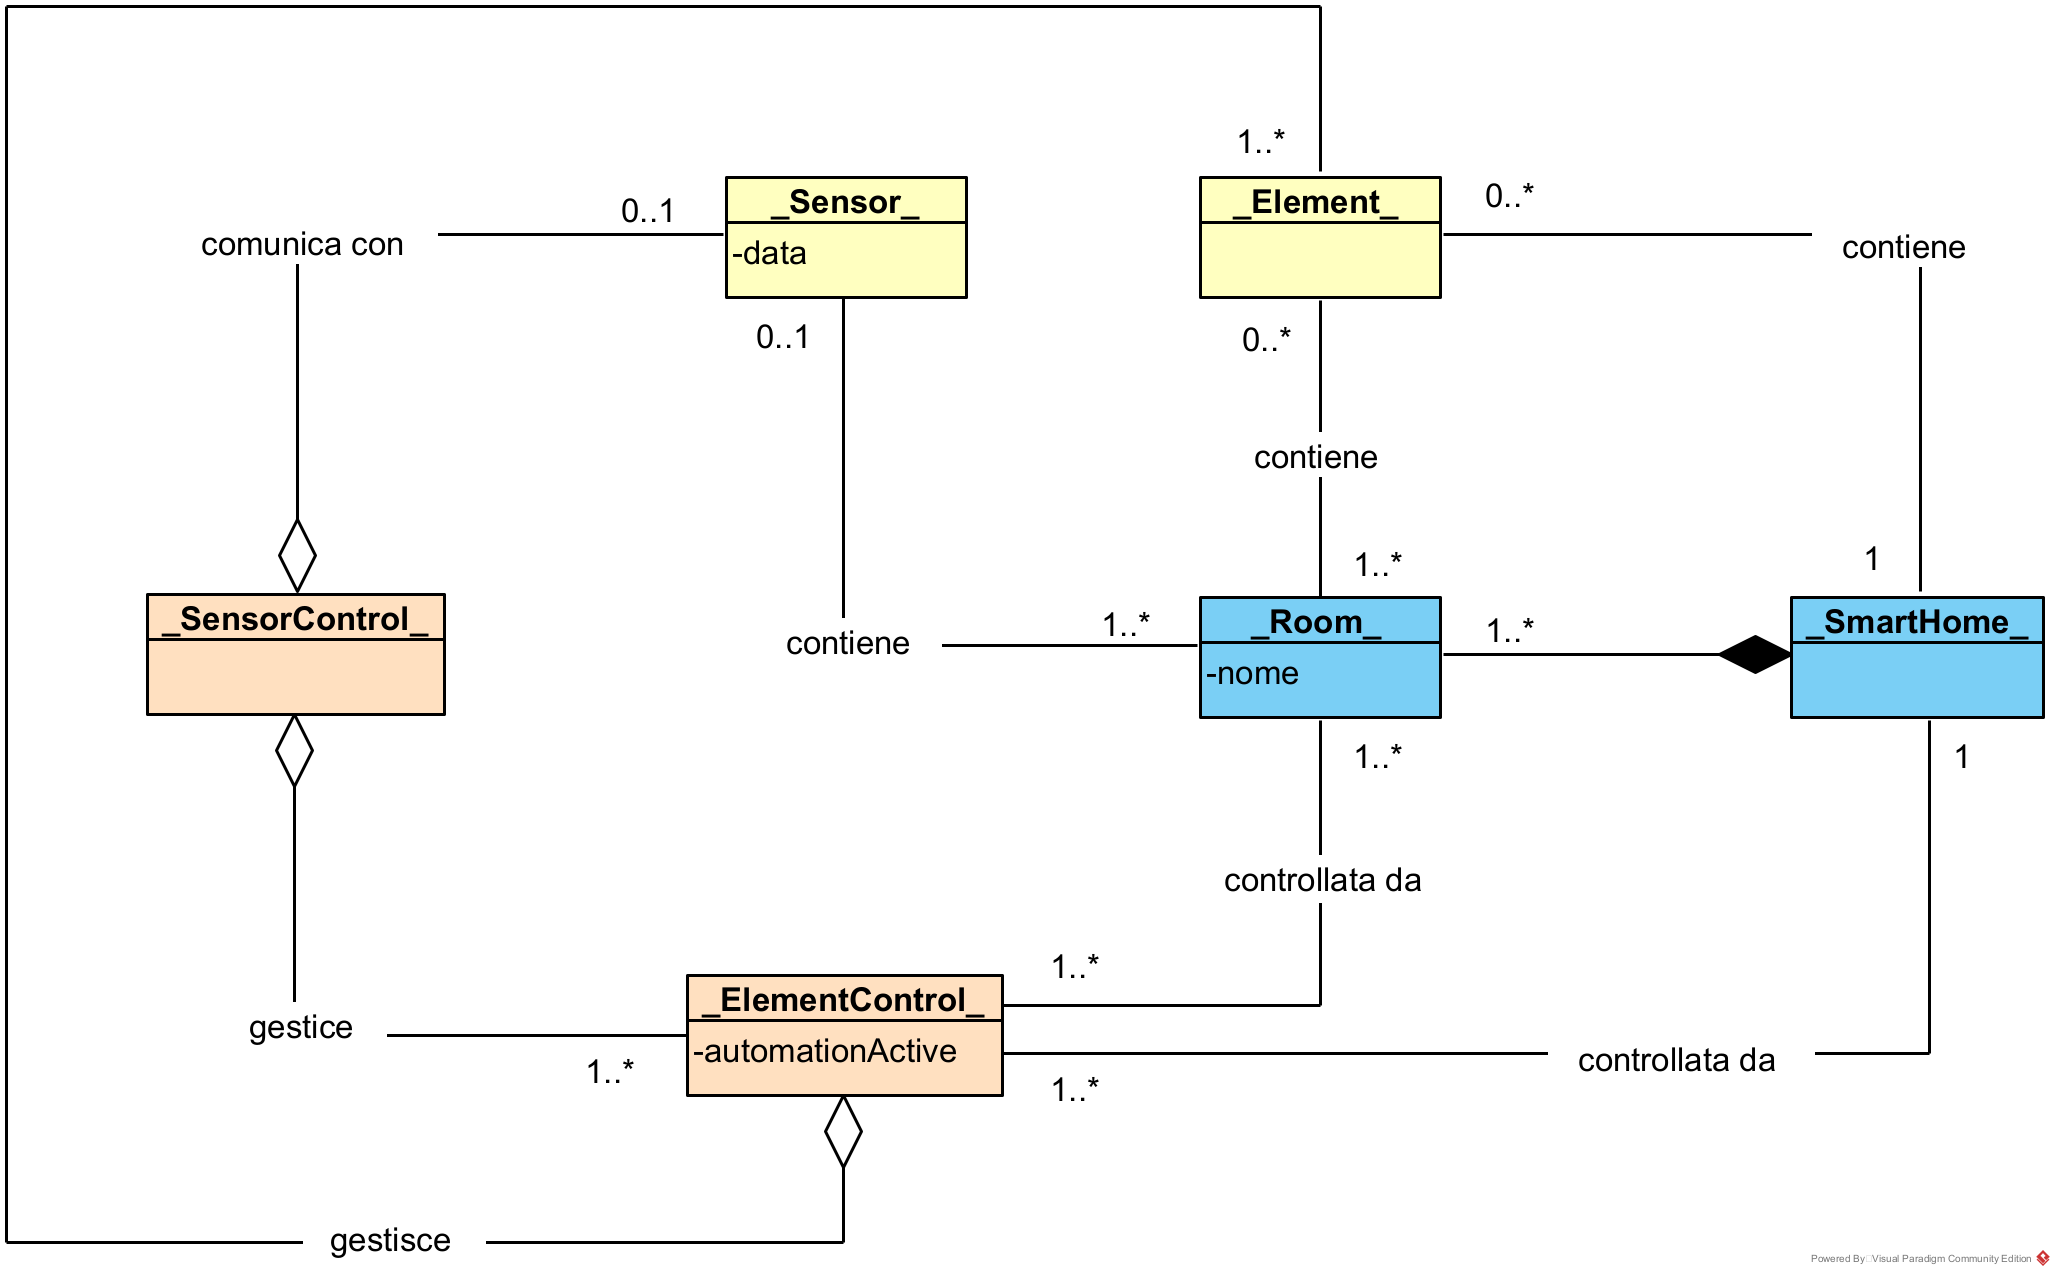 1..*
_Sensor_
-data
_Element_
0..*
0..1
comunica con
contiene
0..1
0..*
contiene
1..*
1
_SensorControl_
contiene
1..*
_Room_
-nome
1..*
_SmartHome_
1..*
1
controllata da
1..*
_ElementControl_
-automationActive
gestice
1..*
1..*
controllata da
gestisce
Powered By Visual Paradigm Community Edition